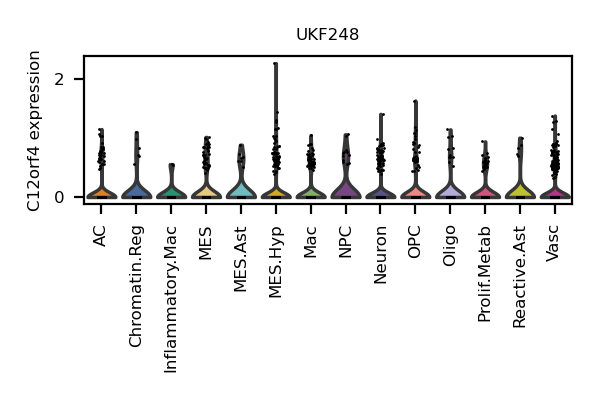 UKF248
C12orf4 expression
2
0
AC
Chromatin.Reg
Inflammatory.Mac
MES
MES.Ast
MES.Hyp
Mac
NPC
Neuron
OPC
Oligo
Prolif.Metab
Reactive.Ast
Vasc